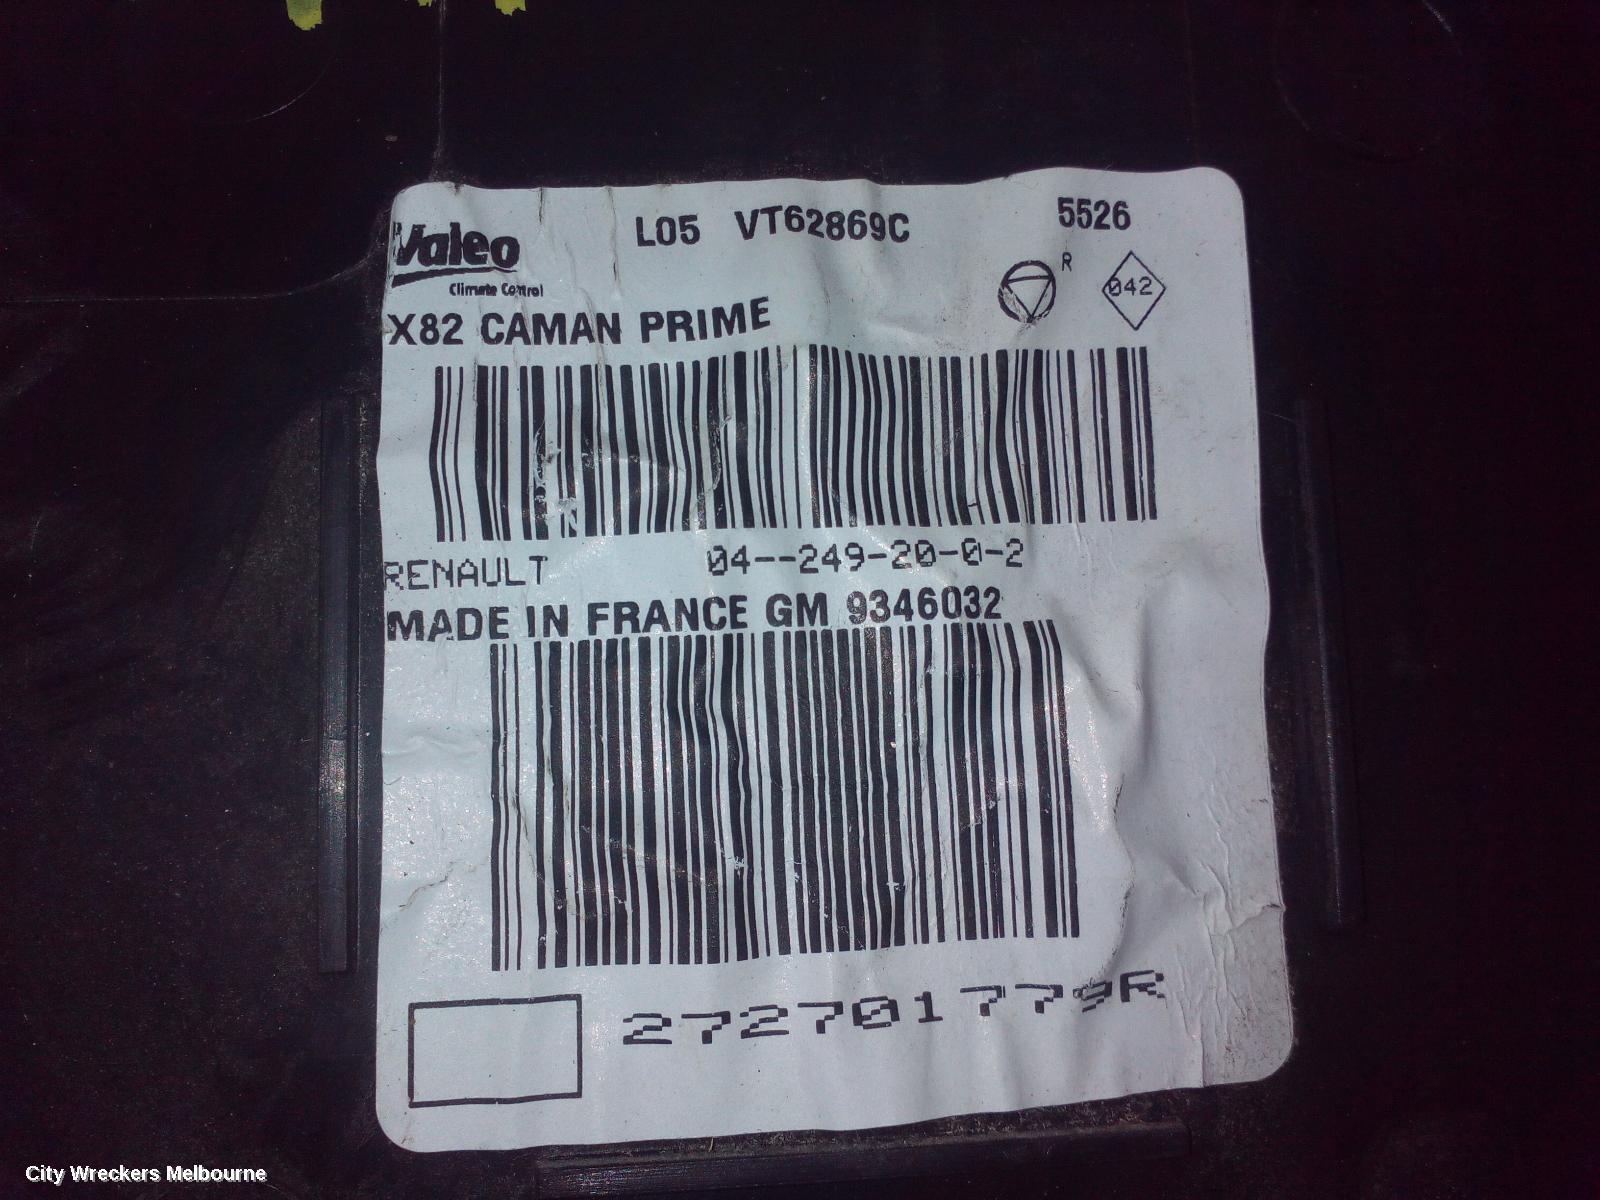 Valeo
Climate Control
L05 VT62869C 5526
R
042
X82 CAMAN PRIME
RENAULT 04--249-20-0-2
MADE IN FRANCE GM 9346032
272701779R
City Wreckers Melbourne